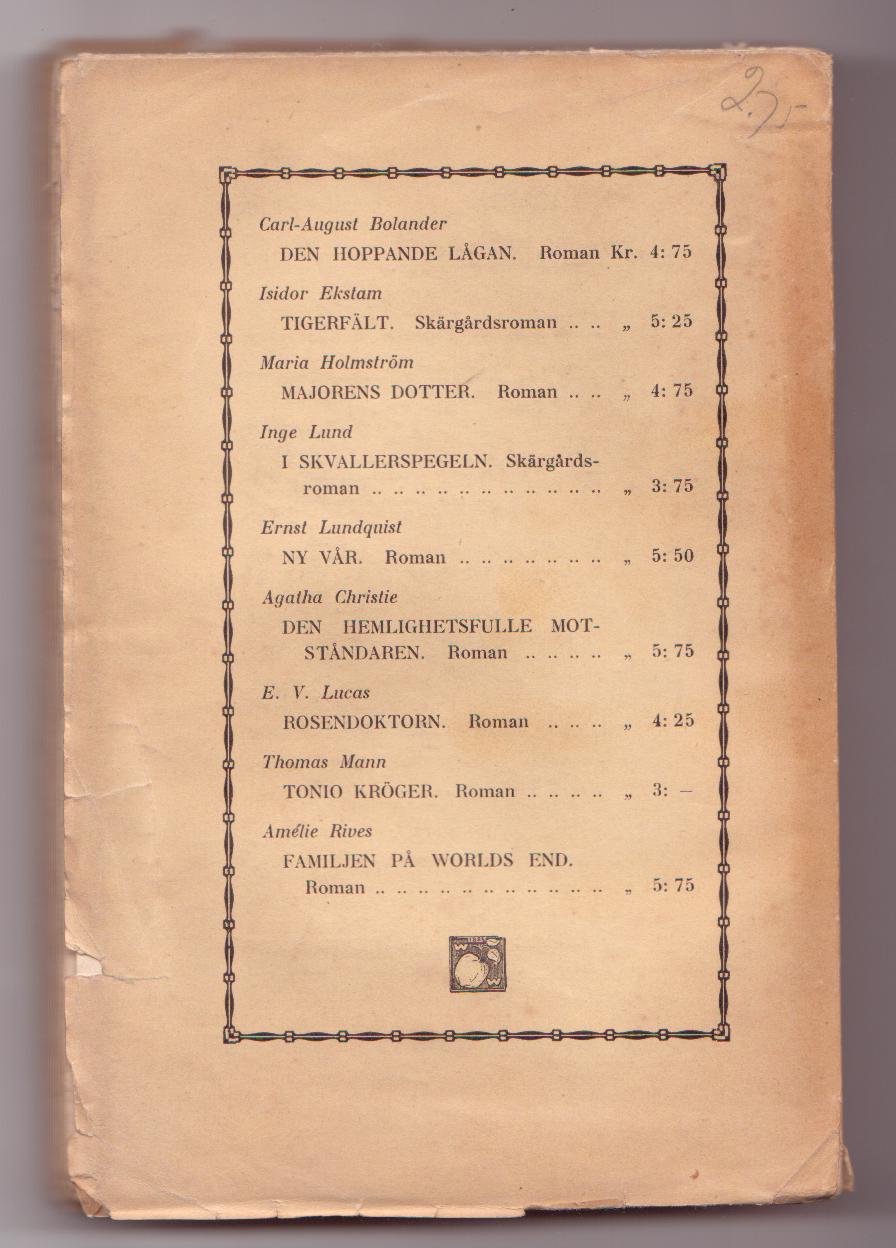 2.75
Carl-August Bolander
DEN HOPPANDE LÅGAN. Roman Kr. 4: 75
Isidor Ekstam
TIGERFÄLT. Skärgårdsroman .. .. „ 5: 25
Maria Holmström
MAJORENS DOTTER. Roman .. .. „ 4: 75
Inge Lund
I SKVALLERSPEGELN. Skärgårds-
roman .. .. .. .. .. .. .. .. .. .. .. „ 3: 75
Ernst Lundquist
NY VÅR. Roman .. .. .. .. .. .. .. „ 5: 50
Agatha Christie
DEN HEMLIGHETSFULLE MOT-
STÅNDAREN. Roman .. .. .. .. „ 5: 75
E. V. Lucas
ROSENDOKTORN. Roman .. .. .. „ 4: 25
Thomas Mann
TONIO KRÖGER. Roman .. .. .. .. „ 3: —
Amélie Rives
FAMILJEN PÅ WORLDS END.
Roman .. .. .. .. .. .. .. .. .. .. .. „ 5: 75
W W